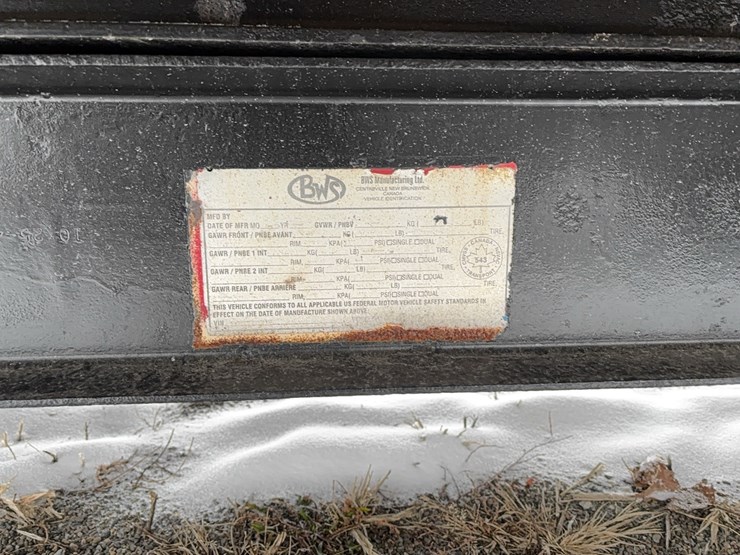 BWS
BWS Manufacturing Ltd.
CENTREVILLE NEW BRUNSWICK
CANADA
VEHICLE IDENTIFICATION
MFD BY
DATE OF MFR MO YR GVWR / PNBV KG ( LB)
GAWR FRONT / PNBE AVANT KG ( LB) TIRE,
RIM, KPA( PSI) SINGLE DUAL
GAWR / PNBE 1 INT KG( LB) TIRE,
RIM, KPA( PSI) SINGLE DUAL
GAWR / PNBE 2 INT KG( LB) TIRE,
RIM, KPA( PSI) SINGLE DUAL
GAWR REAR / PNBE ARRIERE KG( LB) TIRE,
RIM, KPA( PSI) SINGLE DUAL
THIS VEHICLE CONFORMS TO ALL APPLICABLE US FEDERAL MOTOR VEHICLE SAFETY STANDARDS IN
EFFECT ON THE DATE OF MANUFACTURE SHOWN ABOVE
VIN
CANADA
543